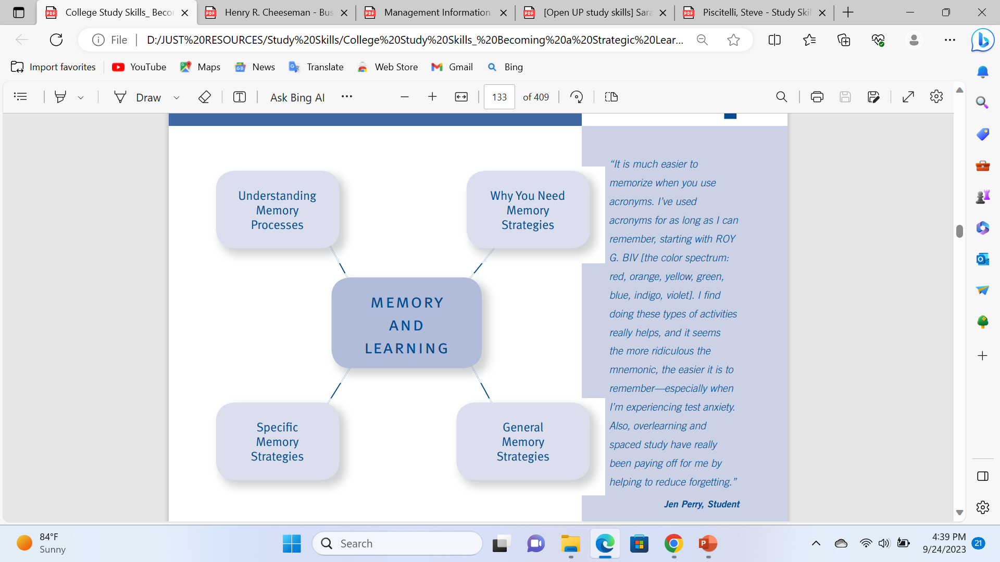 College Study Skills_ Beco
Henry R. Cheeseman - Bus
Management Information
[Open UP study skills] Sara
Piscitelli, Steve - Study Skil
File
D:/JUST%20RESOURCES/Study%20Skills/College%20Study%20Skills_%20Becoming%20a%20Strategic%20Lear...
Import favorites
YouTube
Maps
News
Translate
Web Store
Gmail
Bing
Draw
Ask Bing AI
133
of 409
Understanding
Memory
Processes
Why You Need
Memory
Strategies
MEMORY
AND
LEARNING
Specific
Memory
Strategies
General
Memory
Strategies
“It is much easier to
memorize when you use
acronyms. I’ve used
acronyms for as long as I can
remember, starting with ROY
G. BIV [the color spectrum:
red, orange, yellow, green,
blue, indigo, violet]. I find
doing these types of activities
really helps, and it seems
the more ridiculous the
mnemonic, the easier it is to
remember—especially when
I’m experiencing test anxiety.
Also, overlearning and
spaced study have really
been paying off for me by
helping to reduce forgetting.”
Jen Perry, Student
84°F
Sunny
Search
4:39 PM
9/24/2023
21